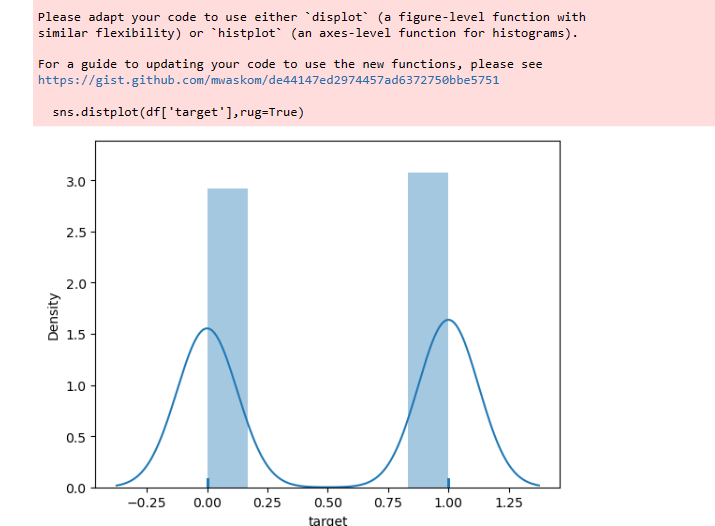 Please adapt your code to use either `displot` (a figure-level function with
similar flexibility) or `histplot` (an axes-level function for histograms).
For a guide to updating your code to use the new functions, please see
https://gist.github.com/mwaskom/de44147ed2974457ad6372750bbe5751
sns.distplot(df['target'],rug=True)
3.0
2.5
2.0
1.5
1.0
0.5
0.0
Density
−0.25 0.00 0.25 0.50 0.75 1.00 1.25
target